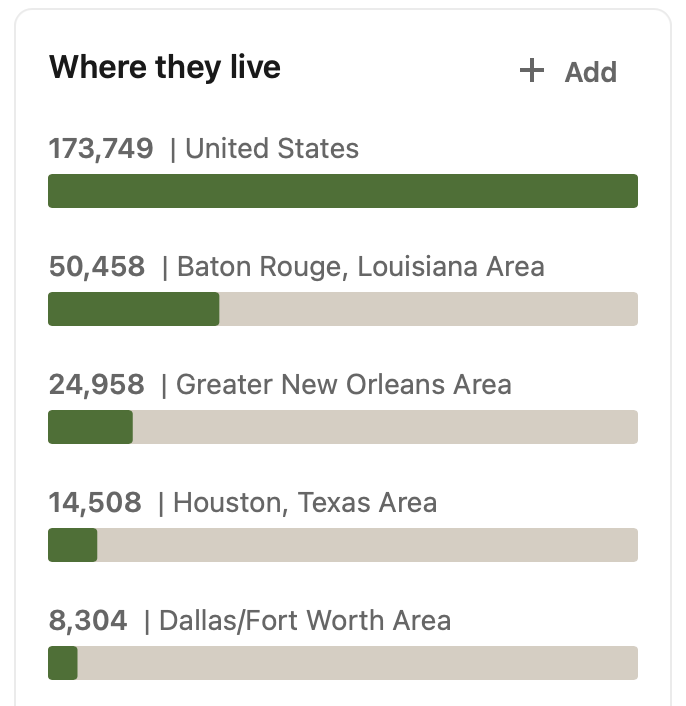 Where they live
+ Add
173,749 | United States
50,458 | Baton Rouge, Louisiana Area
24,958 | Greater New Orleans Area
14,508 | Houston, Texas Area
8,304 | Dallas/Fort Worth Area